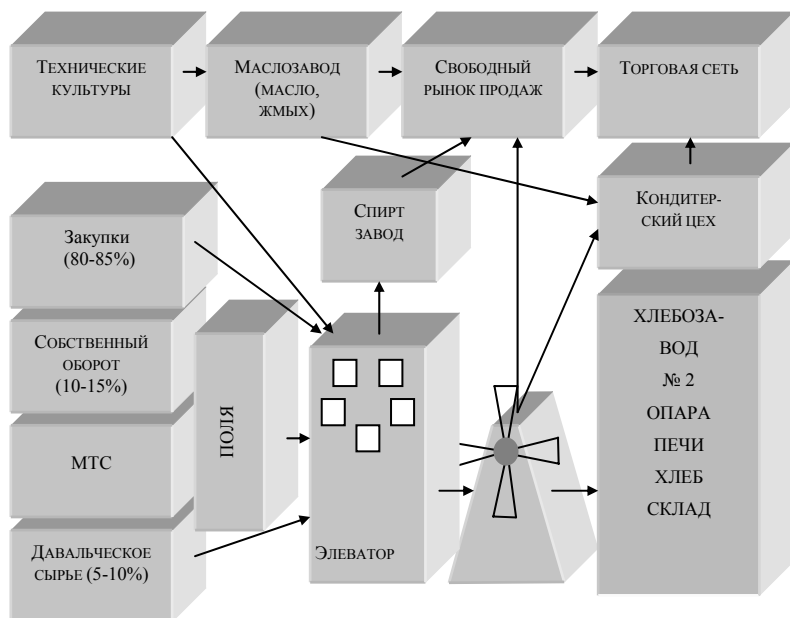 ТЕХНИЧЕСКИЕ
КУЛЬТУРЫ
МАСЛОЗАВОД
(МАСЛО,
ЖМЫХ)
СВОБОДНЫЙ
РЫНОК ПРОДАЖ
ТОРГОВАЯ СЕТЬ
СПИРТ
ЗАВОД
КОНДИТЕР-
СКИЙ ЦЕХ
Закупки
(80-85%)
СОБСТВЕННЫЙ
ОБОРОТ
(10-15%)
МТС
ДАВАЛЬЧЕСКОЕ
СЫРЬЕ (5-10%)
ПОЛЯ
ЭЛЕВАТОР
ХЛЕБОЗА-
ВОД
№ 2
ОПАРА
ПЕЧИ
ХЛЕБ
СКЛАД